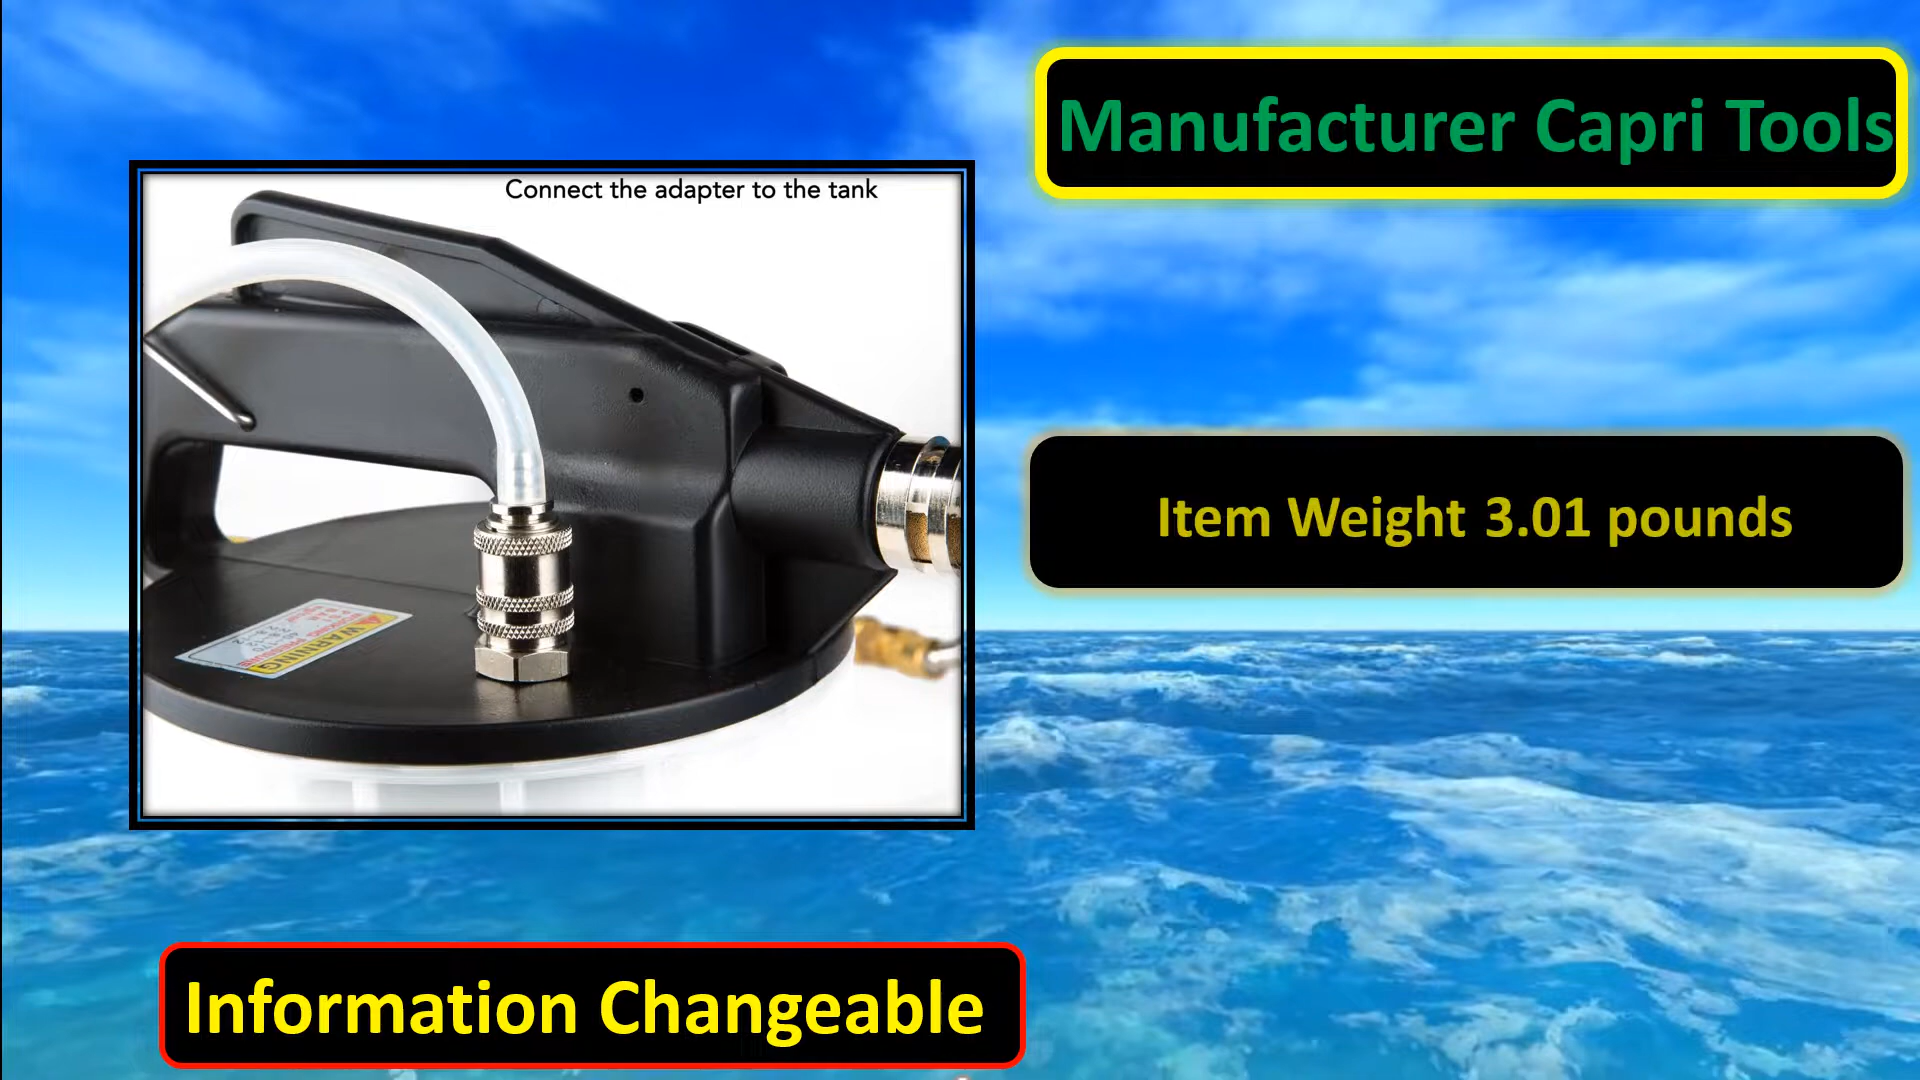 Manufacturer Capri Tools
Connect the adapter to the tank
Item Weight 3.01 pounds
WARNING
Information Changeable